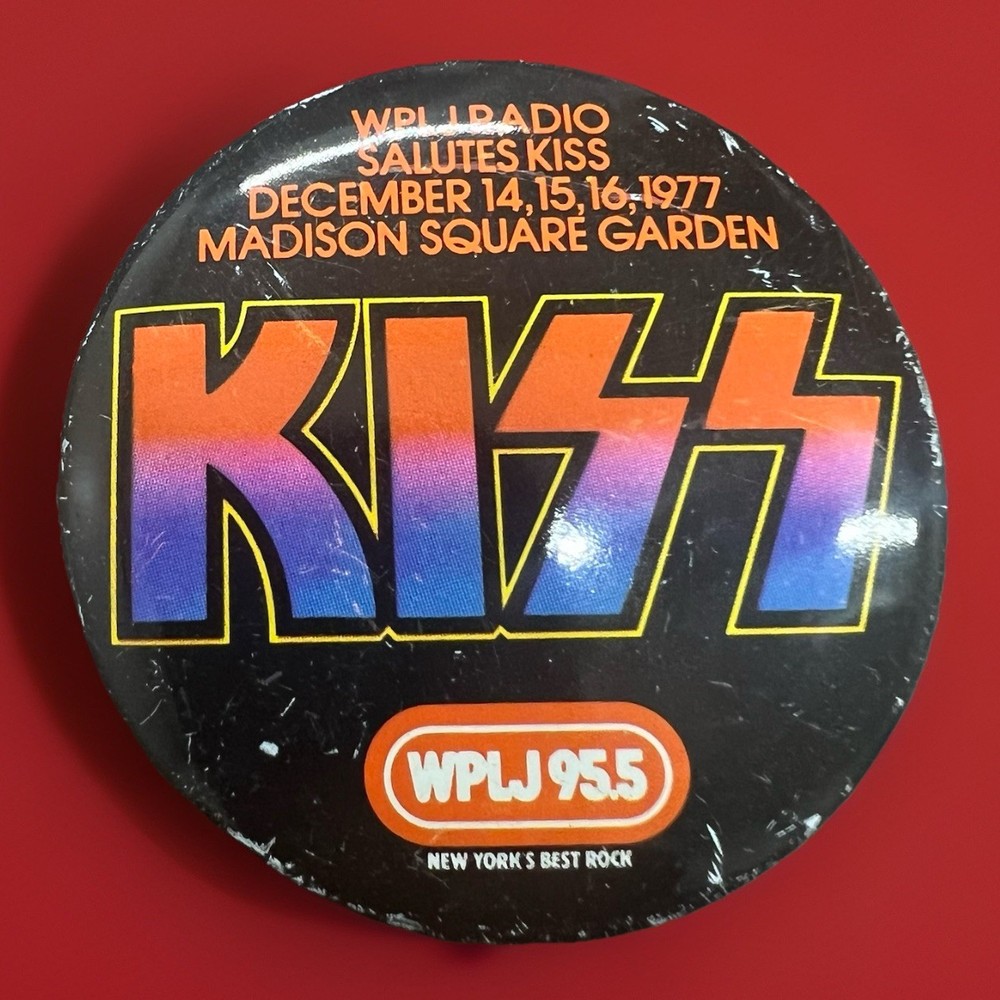 WPLJ RADIO
SALUTES KISS
DECEMBER 14, 15, 16, 1977
MADISON SQUARE GARDEN
KISS
WPLJ 95.5
NEW YORK'S BEST ROCK